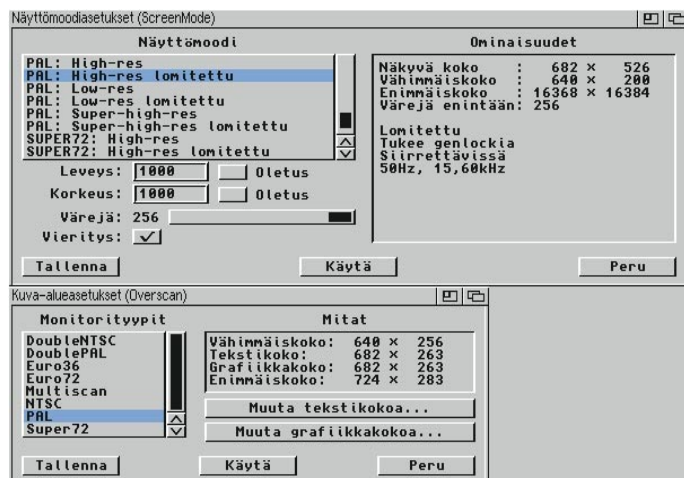 Näyttömoodiasetukset (ScreenMode)
Näyttömoodi
PAL: High-res
PAL: High-res lomitettu
PAL: Low-res
PAL: Low-res lomitettu
PAL: Super-high-res
PAL: Super-high-res lomitettu
SUPER72: High-res
SUPER72: High-res lomitettu
Leveys: 1000 Oletus
Korkeus: 1000 Oletus
Värejä: 256
Vieritys:
Ominaisuudet
Näkyvä koko : 682 × 526
Vähimmäiskoko : 640 × 200
Enimmäiskoko : 16368 × 16384
Värejä enintään: 256
Lomitettu
Tukee genlockia
Siirrettävissä
50Hz, 15,60kHz
Tallenna Käytä Peru
Kuva-alueasetukset (Overscan)
Monitorityypit
DoubleNTSC
DoublePAL
Euro36
Euro72
Multiscan
NTSC
PAL
Super72
Mitat
Vähimmäiskoko: 640 × 256
Tekstikoko: 682 × 263
Grafiikkakoko: 682 × 263
Enimmäiskoko: 724 × 283
Muuta tekstikokoa...
Muuta grafiikkakokoa...
Tallenna Käytä Peru